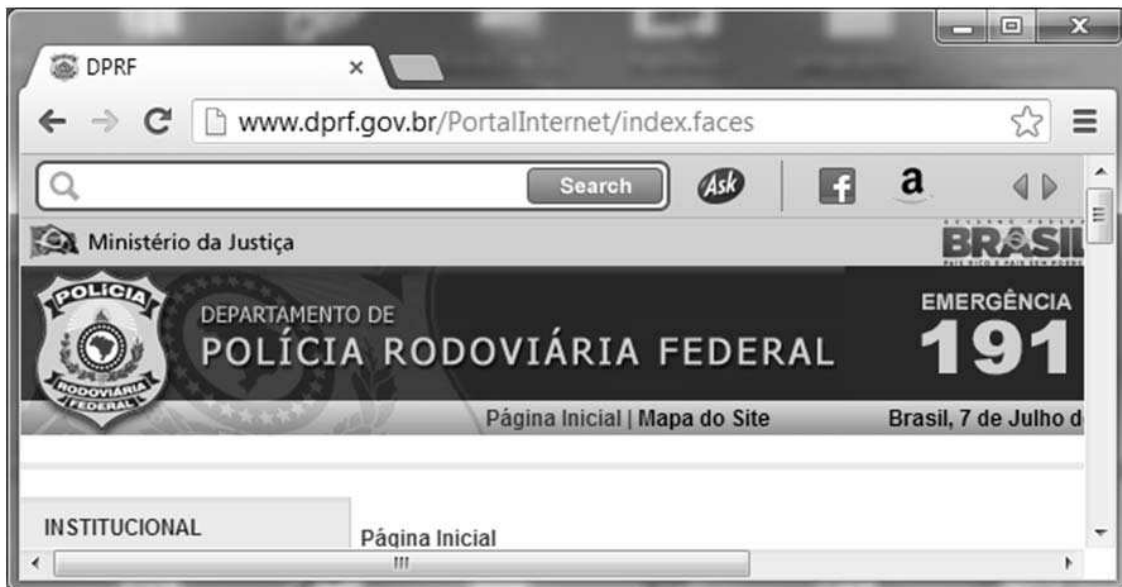 DPRF
www.dprf.gov.br/PortalInternet/index.faces
Search
Ask
f
a
Ministério da Justiça
BRASIL
POLÍCIA
RODOVIÁRIA
FEDERAL
DEPARTAMENTO DE
POLÍCIA RODOVIÁRIA FEDERAL
EMERGÊNCIA
191
Página Inicial | Mapa do Site
Brasil, 7 de Julho d
INSTITUCIONAL
Página Inicial